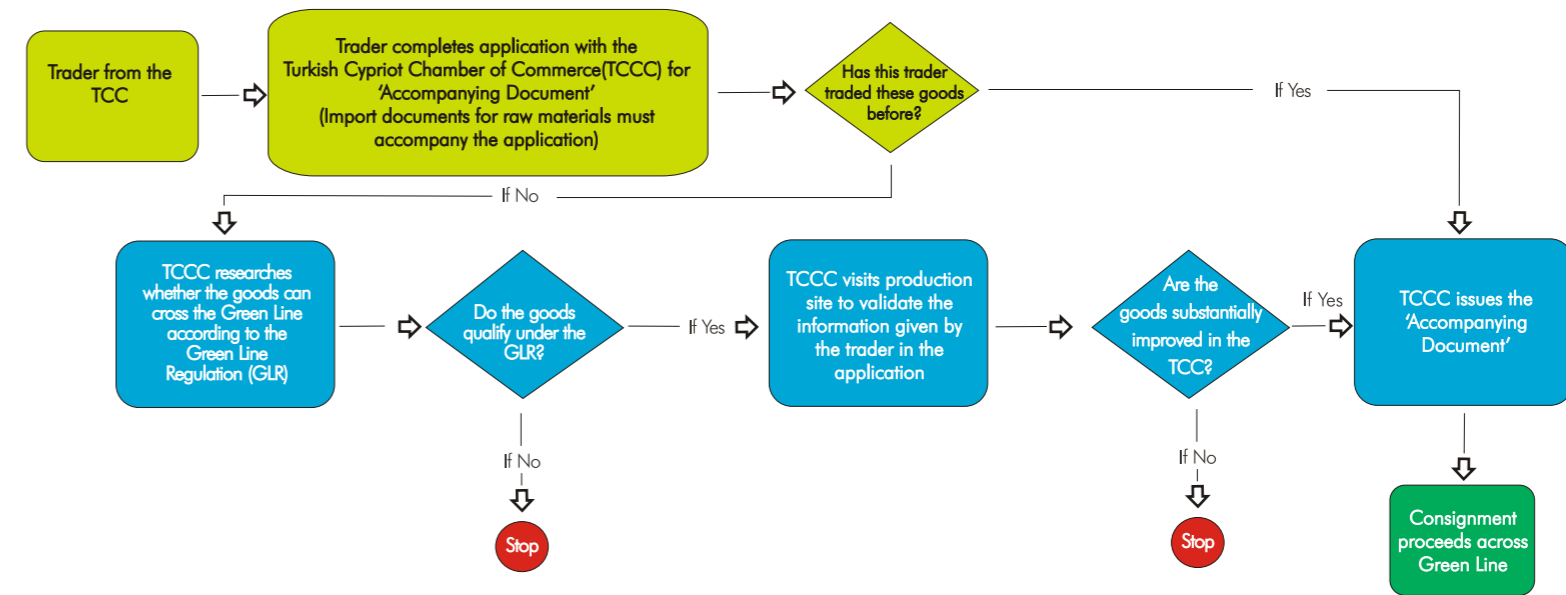 Trader from the
TCC
Trader completes application with the
Turkish Cypriot Chamber of Commerce(TCCC) for
‘Accompanying Document’
(Import documents for raw materials must
accompany the application)
Has this trader
traded these goods
before?
If Yes
If No
TCCC researches
whether the goods can
cross the Green Line
according to the
Green Line
Regulation (GLR)
Do the goods
qualify under the
GLR?
If Yes
TCCC visits production
site to validate the
information given by
the trader in the
application
Are the
goods substantially
improved in the
TCC?
If Yes
TCCC issues the
‘Accompanying
Document’
If No
Stop
If No
Stop
Consignment
proceeds across
Green Line